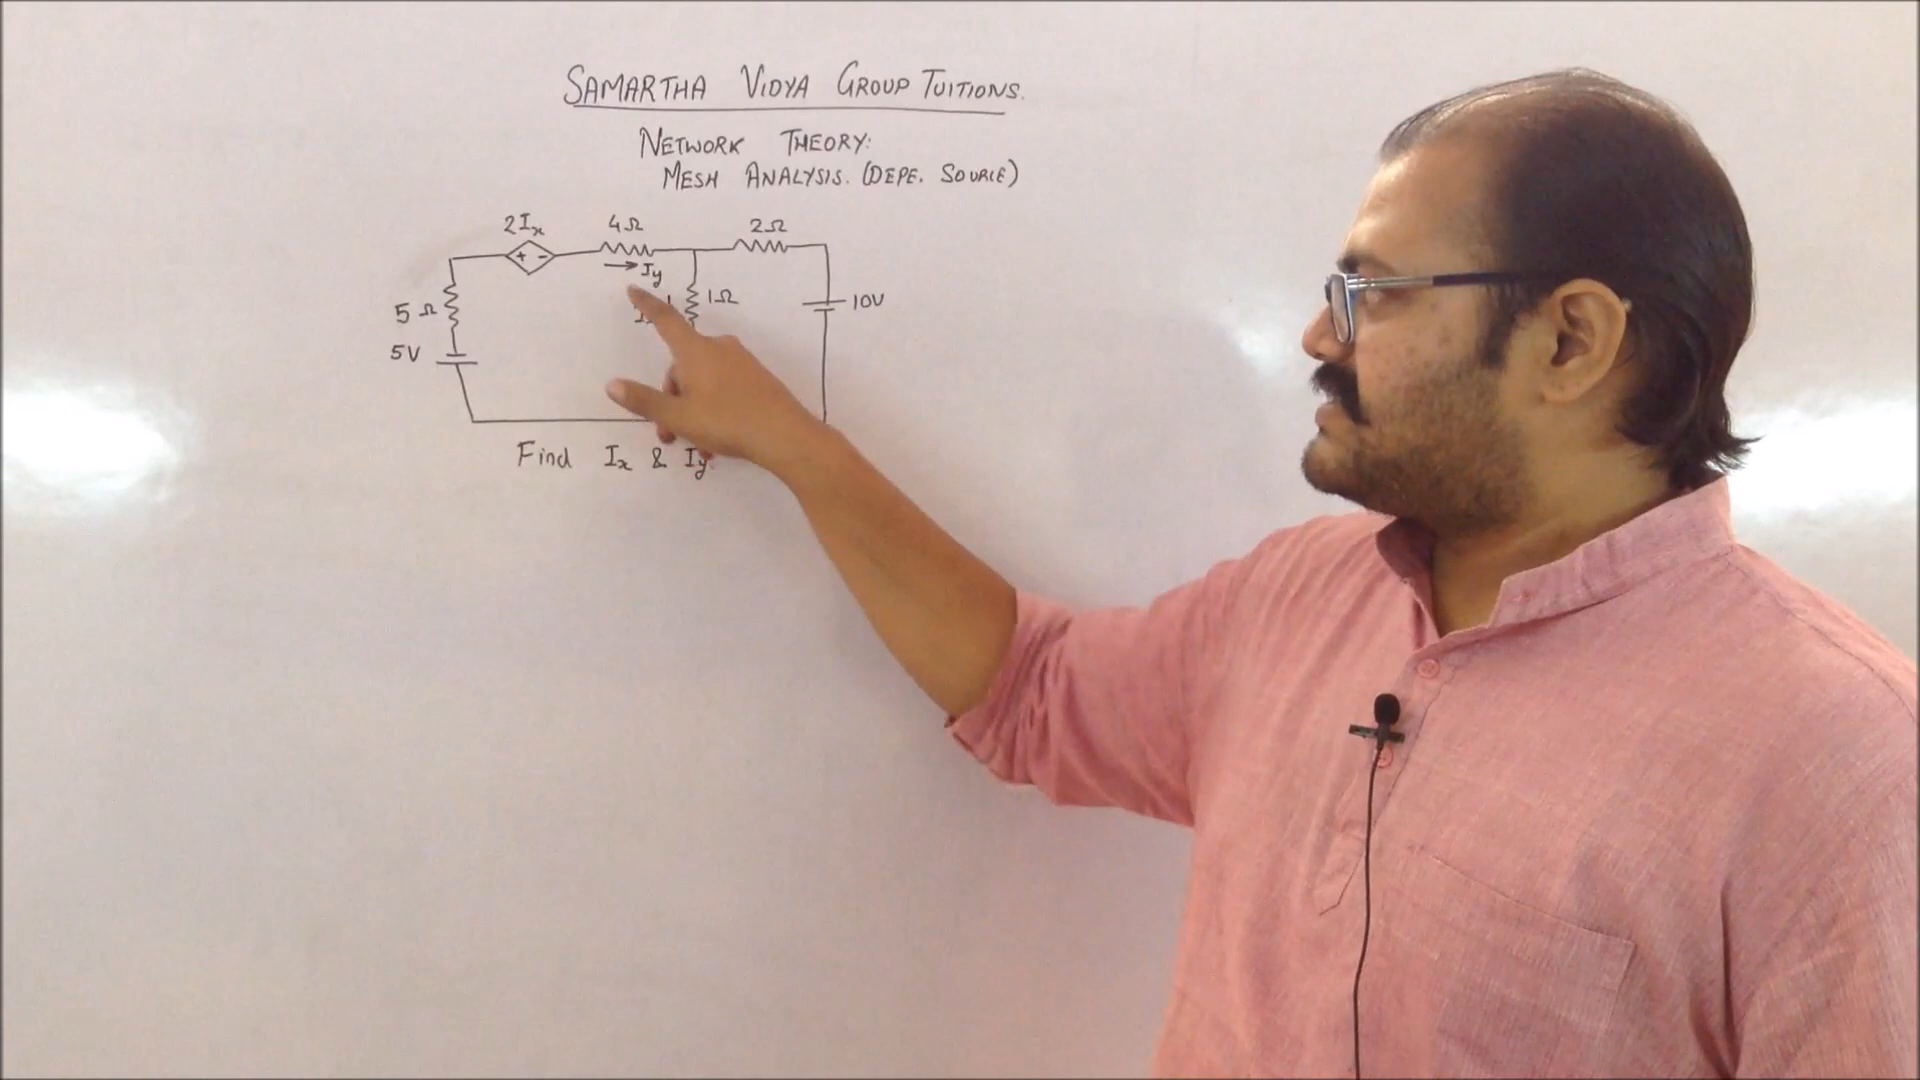 SAMARTHA VIDYA GROUP TUITIONS.
NETWORK THEORY:
MESH ANALYSIS. (DEPE. SOURCE)
2Ix 4Ω 2Ω
+ -
Iy
5Ω 1Ω 10V
5V
Find Ix & Iy